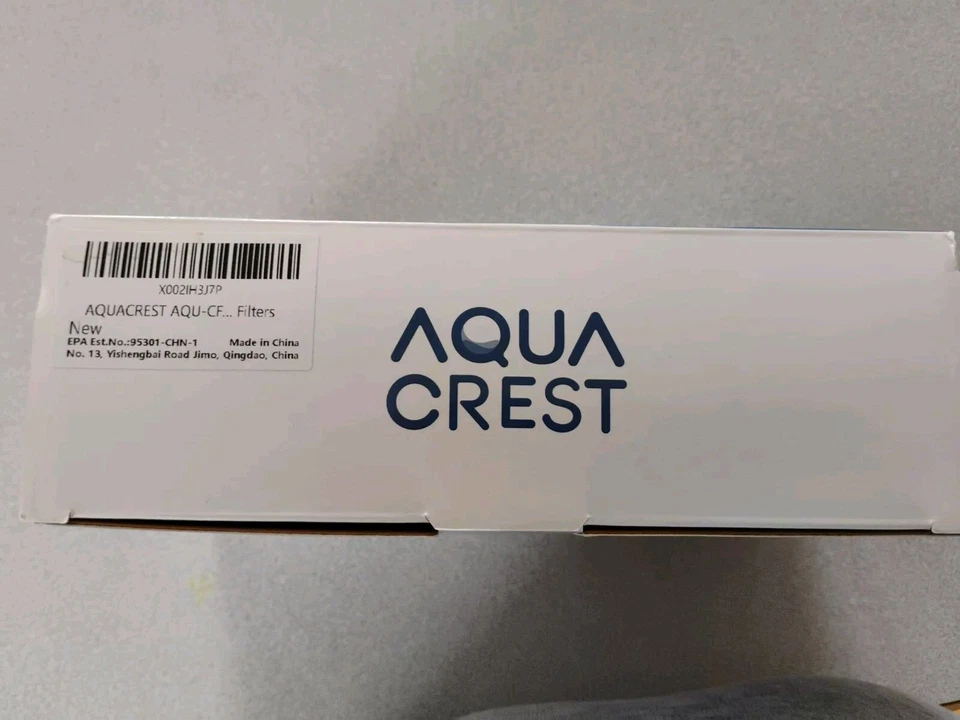 X002IH3J7P
AQUACREST AQU-CF... Filters
New
EPA Est.No.:95301-CHN-1 Made in China
No. 13, Yishengbai Road Jimo, Qingdao, China
AQUA
CREST